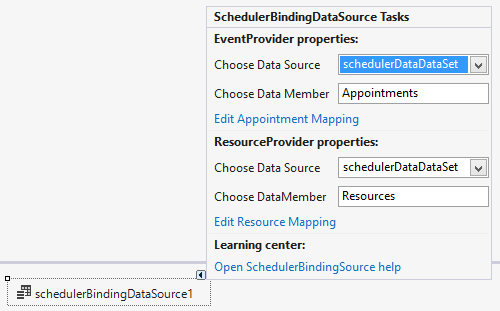 SchedulerBindingDataSource Tasks
EventProvider properties:
Choose Data Source schedulerDataDataSet
Choose Data Member Appointments
Edit Appointment Mapping
ResourceProvider properties:
Choose Data Source schedulerDataDataSet
Choose DataMember Resources
Edit Resource Mapping
Learning center:
Open SchedulerBindingSource help
schedulerBindingDataSource1